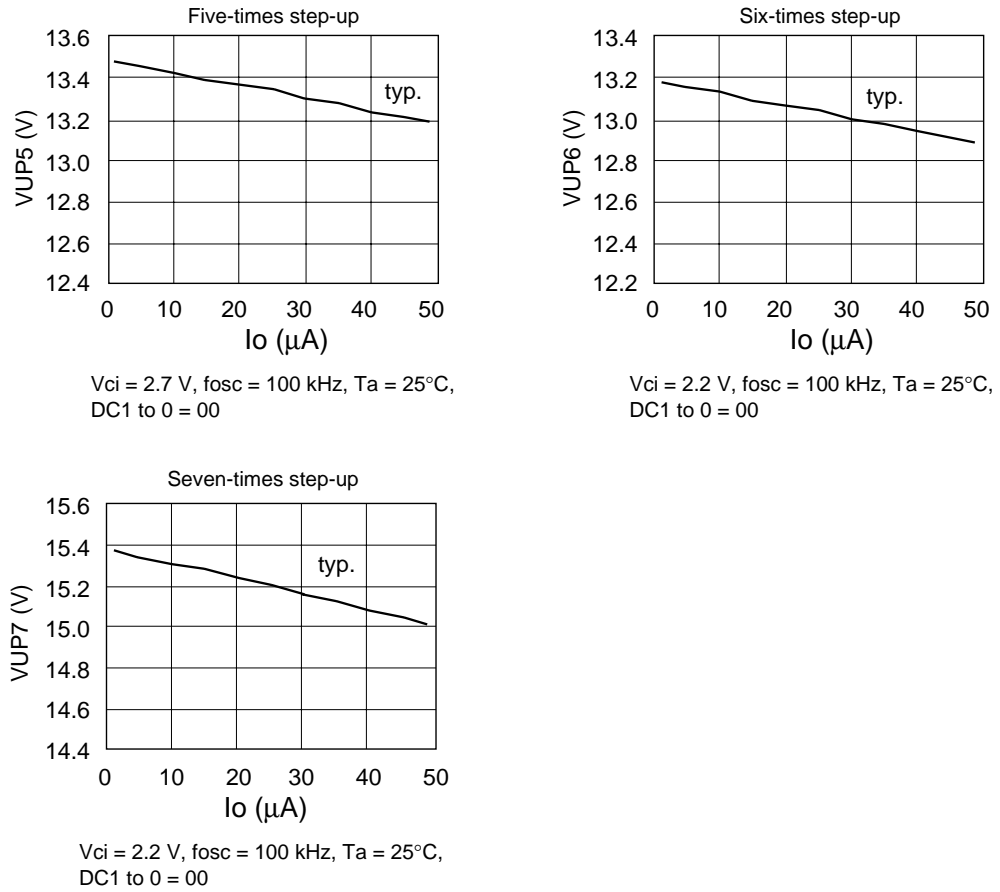 Five-times step-up
13.6
13.4
13.2
13.0
12.8
12.6
12.4
VUP5 (V)
typ.
0 10 20 30 40 50
Io (μA)
Vci = 2.7 V, fosc = 100 kHz, Ta = 25°C,
DC1 to 0 = 00
Six-times step-up
13.4
13.2
13.0
12.8
12.6
12.4
12.2
VUP6 (V)
typ.
0 10 20 30 40 50
Io (μA)
Vci = 2.2 V, fosc = 100 kHz, Ta = 25°C,
DC1 to 0 = 00
Seven-times step-up
15.6
15.4
15.2
15.0
14.8
14.6
14.4
VUP7 (V)
typ.
0 10 20 30 40 50
Io (μA)
Vci = 2.2 V, fosc = 100 kHz, Ta = 25°C,
DC1 to 0 = 00